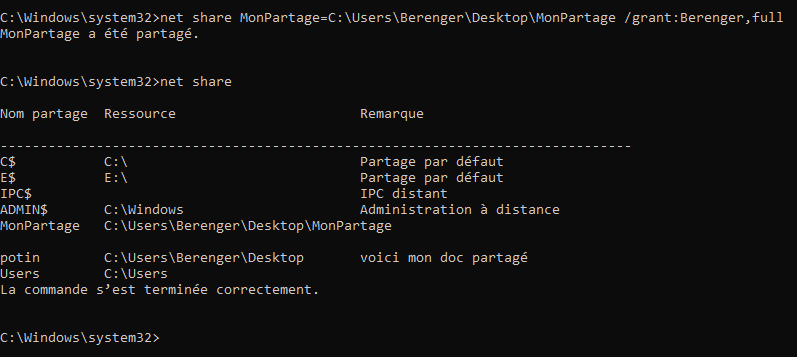 C:\Windows\system32>net share MonPartage=C:\Users\Berenger\Desktop\MonPartage /grant:Berenger,full
MonPartage a été partagé.
C:\Windows\system32>net share
Nom partage  Ressource                       Remarque
-------------------------------------------------------------------------------
C$           C:\                             Partage par défaut
E$           E:\                             Partage par défaut
IPC$                                         IPC distant
ADMIN$       C:\Windows                      Administration à distance
MonPartage   C:\Users\Berenger\Desktop\MonPartage
potin        C:\Users\Berenger\Desktop       voici mon doc partagé
Users        C:\Users
La commande s’est terminée correctement.
C:\Windows\system32>